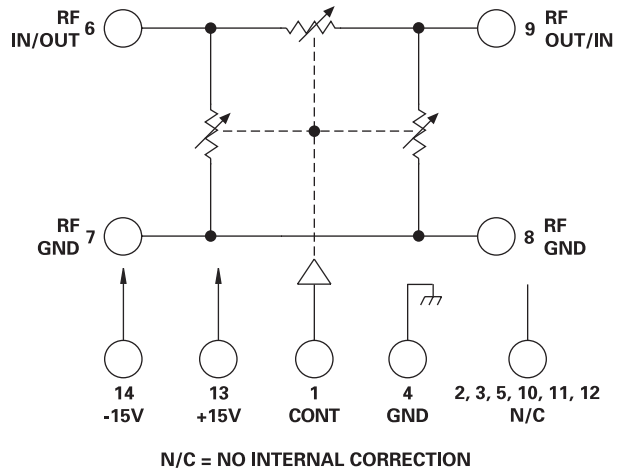 RF
IN/OUT 6
9 RF
OUT/IN
RF
GND 7
8 RF
GND
14
-15V
13
+15V
1
CONT
4
GND
2, 3, 5, 10, 11, 12
N/C
N/C = NO INTERNAL CORRECTION